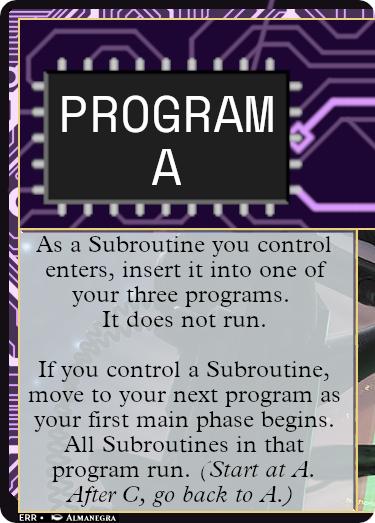 PROGRAM
A
As a Subroutine you control
enters, insert it into one of
your three programs.
It does not run.
If you control a Subroutine,
move to your next program as
your first main phase begins.
All Subroutines in that
program run. (Start at A.
After C, go back to A.)
ERR • ALMANEGRA